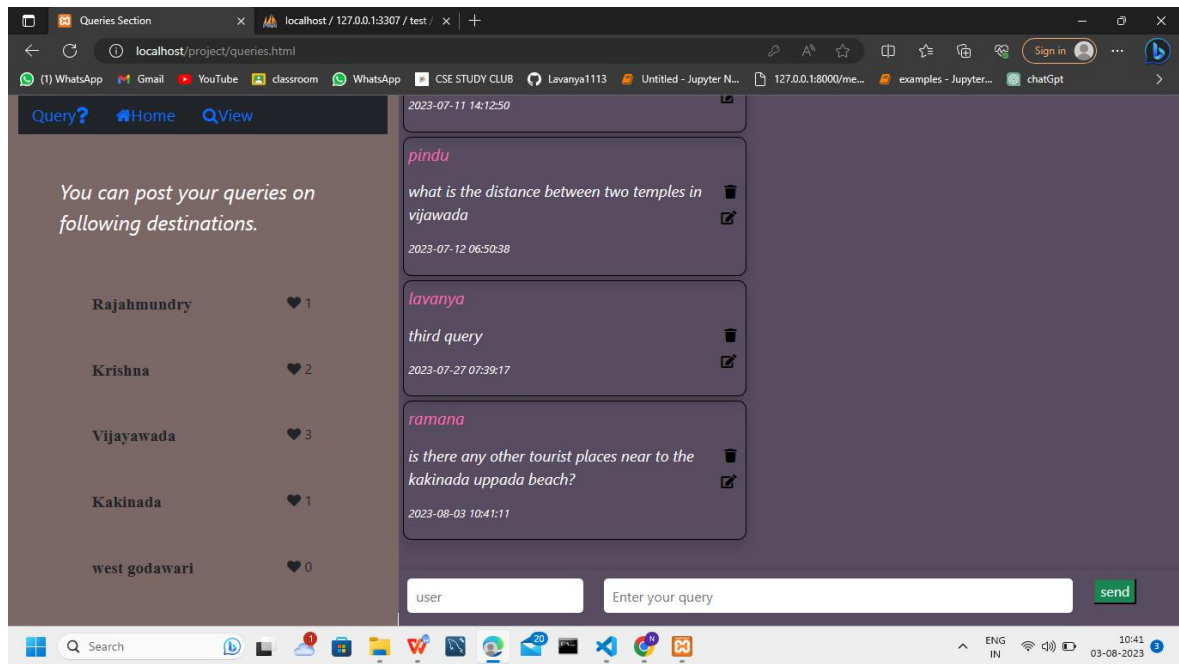 Queries Section
localhost / 127.0.0.1:3307 / test /
localhost/project/queries.html
Sign in
(1) WhatsApp
Gmail
YouTube
classroom
WhatsApp
CSE STUDY CLUB
Lavanya1113
Untitled - Jupyter N...
127.0.0.1:8000/me...
examples - Jupyter...
chatGpt
Query?
Home
View
You can post your queries on
following destinations.
Rajahmundry 1
Krishna 2
Vijayawada 3
Kakinada 1
west godawari 0
2023-07-11 14:12:50
pindu
what is the distance between two temples in
vijawada
2023-07-12 06:50:38
lavanya
third query
2023-07-27 07:39:17
ramana
is there any other tourist places near to the
kakinada uppada beach?
2023-08-03 10:41:11
user
Enter your query
send
Search
1
20
N
ENG
IN
10:41
03-08-2023
3